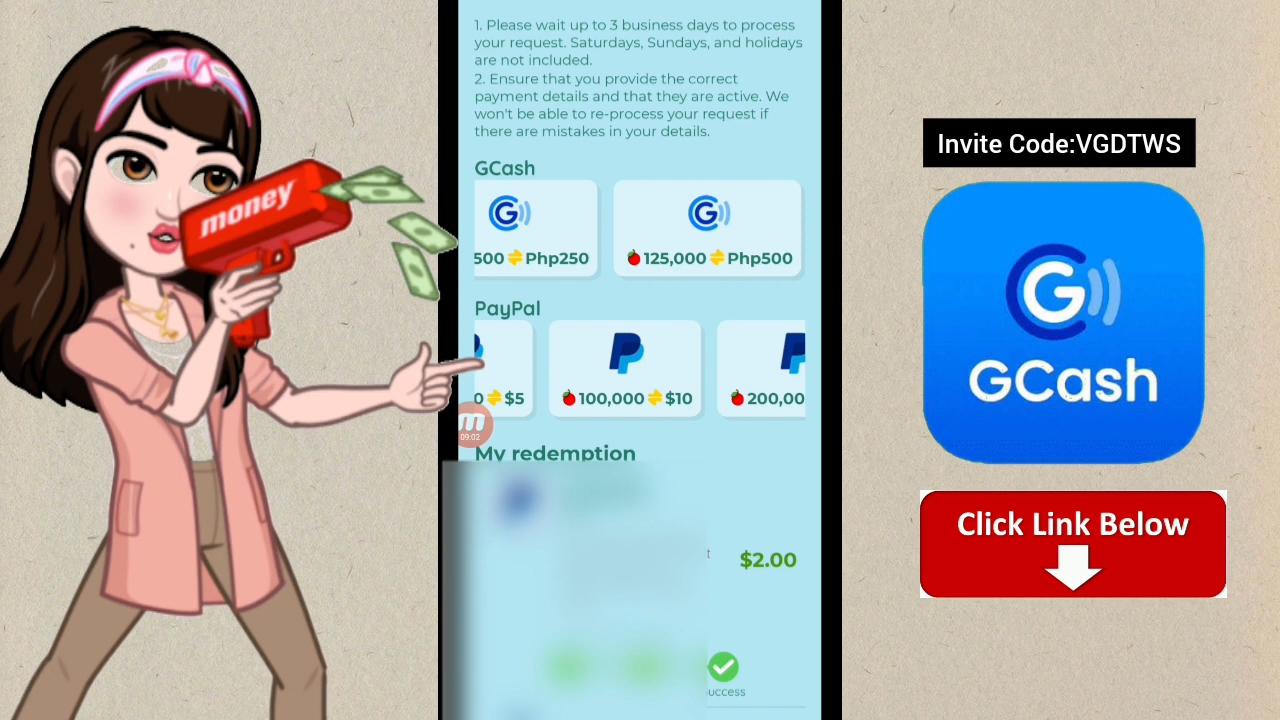 money
1. Please wait up to 3 business days to process
your request. Saturdays, Sundays, and holidays
are not included.
2. Ensure that you provide the correct
payment details and that they are active. We
won't be able to re-process your request if
there are mistakes in your details.
GCash
G G
500 Php250 125,000 Php500
PayPal
0 $5 100,000 $10 200,00
09:02
My redemption
t $2.00
uccess
Invite Code:VGDTWS
G
GCash
Click Link Below